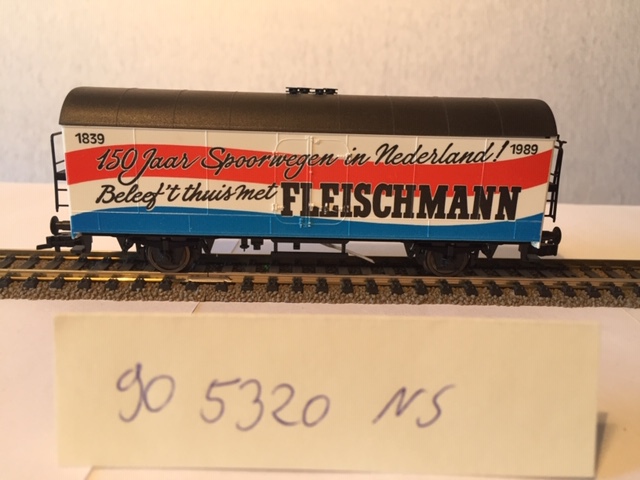 1839
150 Jaar Spoorwegen in Nederland! 1989
Beleef 't thuis met FLEISCHMANN
90 5320 NS